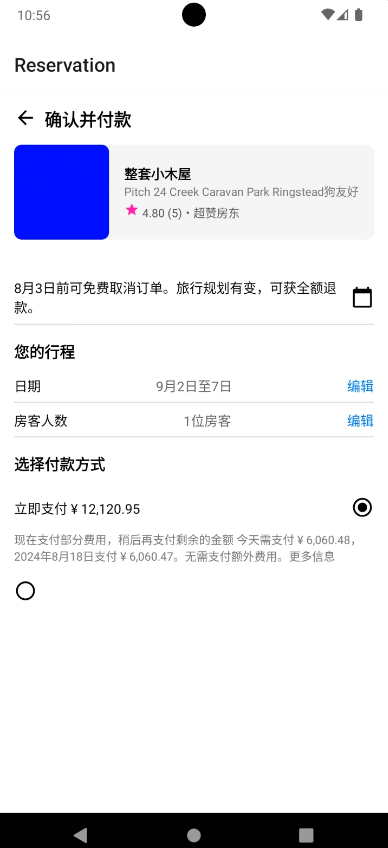 10:56
Reservation
确认并付款
整套小木屋
Pitch 24 Creek Caravan Park Ringstead狗友好
4.80 (5)・超赞房东
8月3日前可免费取消订单。旅行规划有变，可获全额退
款。
您的行程
日期 9月2日至7日 编辑
房客人数 1位房客 编辑
选择付款方式
立即支付 ¥ 12,120.95
现在支付部分费用，稍后再支付剩余的金额 今天需支付 ¥ 6,060.48，
2024年8月18日支付 ¥ 6,060.47。无需支付额外费用。更多信息